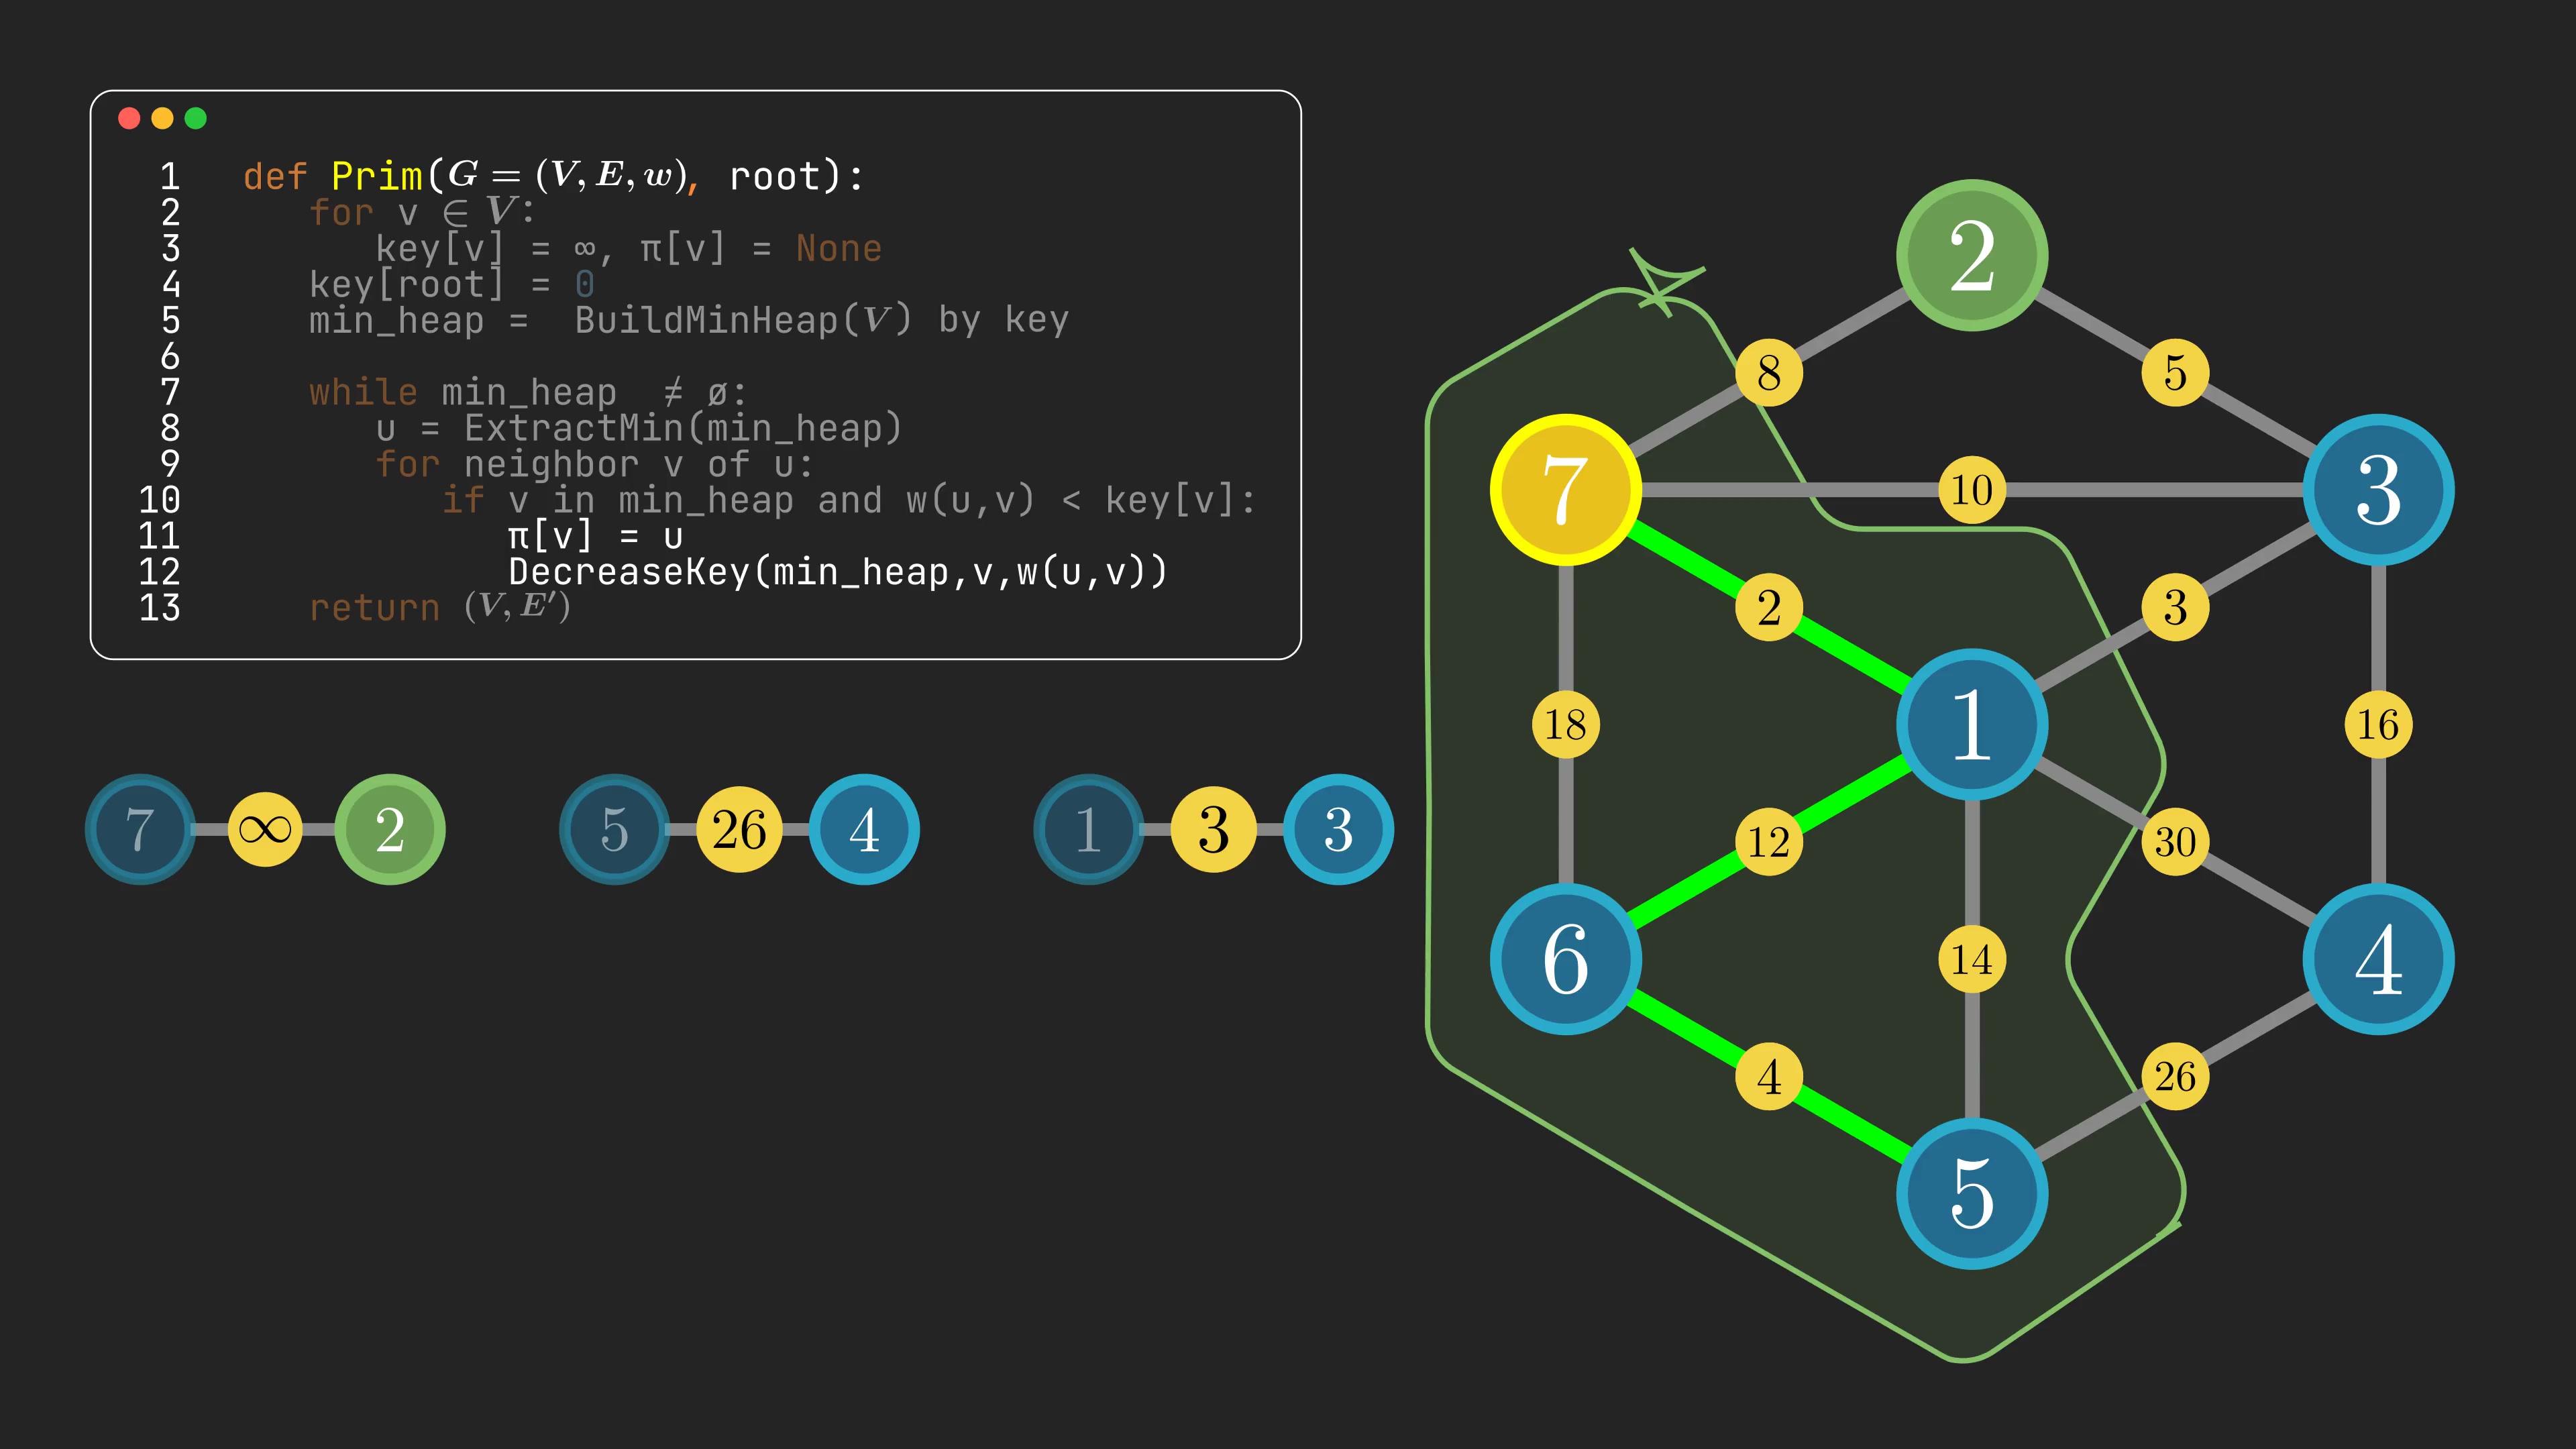 1 def Prim(G = (V, E, w), root):
2 for v ∈ V:
3 key[v] = ∞, π[v] = None
4 key[root] = 0
5 min_heap = BuildMinHeap(V) by key
6
7 while min_heap ≠ ø:
8 u = ExtractMin(min_heap)
9 for neighbor v of u:
10 if v in min_heap and w(u,v) < key[v]:
11 π[v] = u
12 DecreaseKey(min_heap,v,w(u,v))
13 return (V, E′)
7 ∞ 2
5 26 4
1 3 3
2
8
5
7
10
3
2
3
18
1
16
12
30
6
14
4
4
26
5